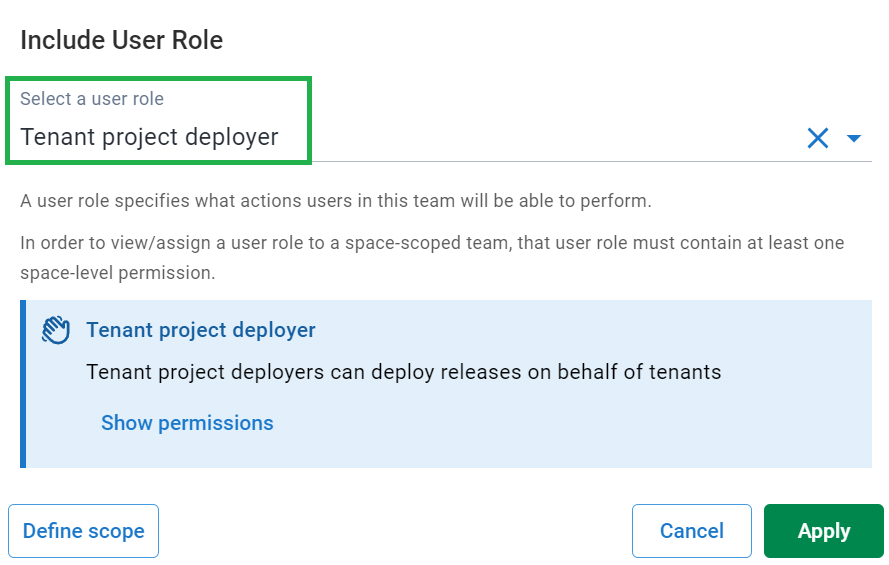 Include User Role
Select a user role
Tenant project deployer
A user role specifies what actions users in this team will be able to perform.
In order to view/assign a user role to a space-scoped team, that user role must contain at least one
space-level permission.
Tenant project deployer
Tenant project deployers can deploy releases on behalf of tenants
Show permissions
Define scope
Cancel
Apply